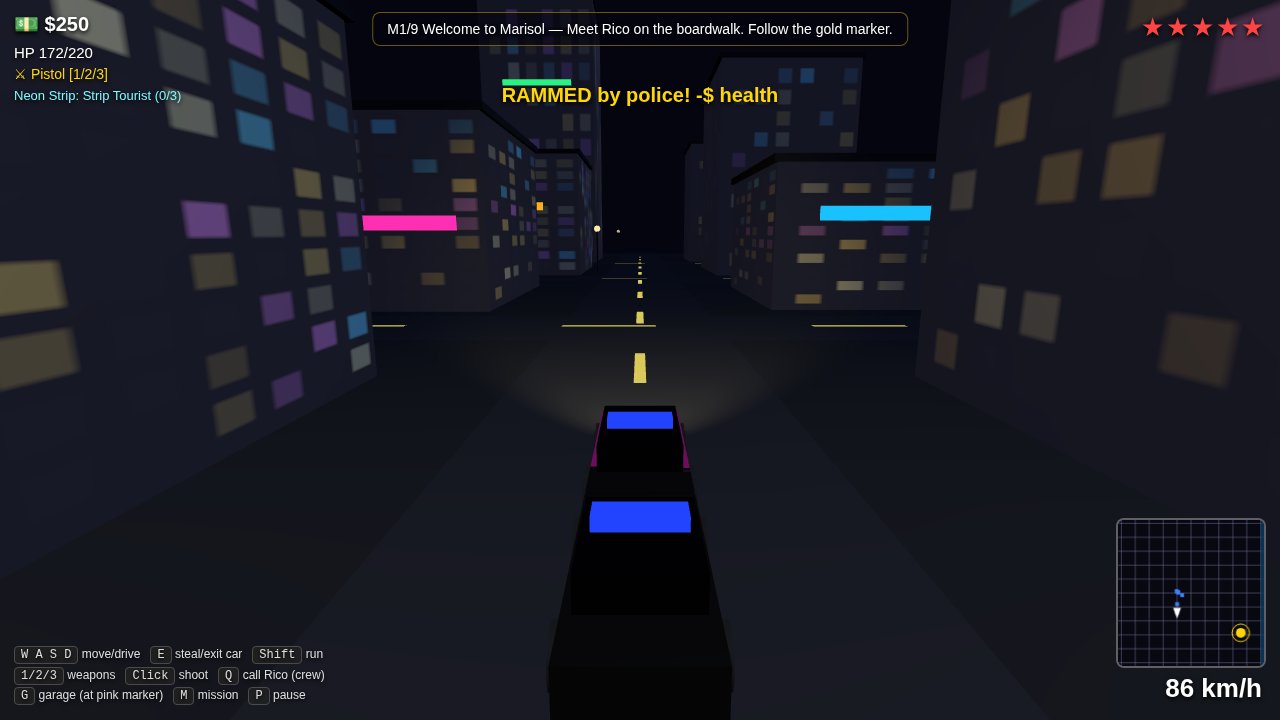 💵 $250
HP 172/220
⚔ Pistol [1/2/3]
Neon Strip: Strip Tourist (0/3)
M1/9 Welcome to Marisol — Meet Rico on the boardwalk. Follow the gold marker.
★★★★★
RAMMED by police! -$ health
W A S D move/drive E steal/exit car Shift run
1/2/3 weapons Click shoot Q call Rico (crew)
G garage (at pink marker) M mission P pause
86 km/h